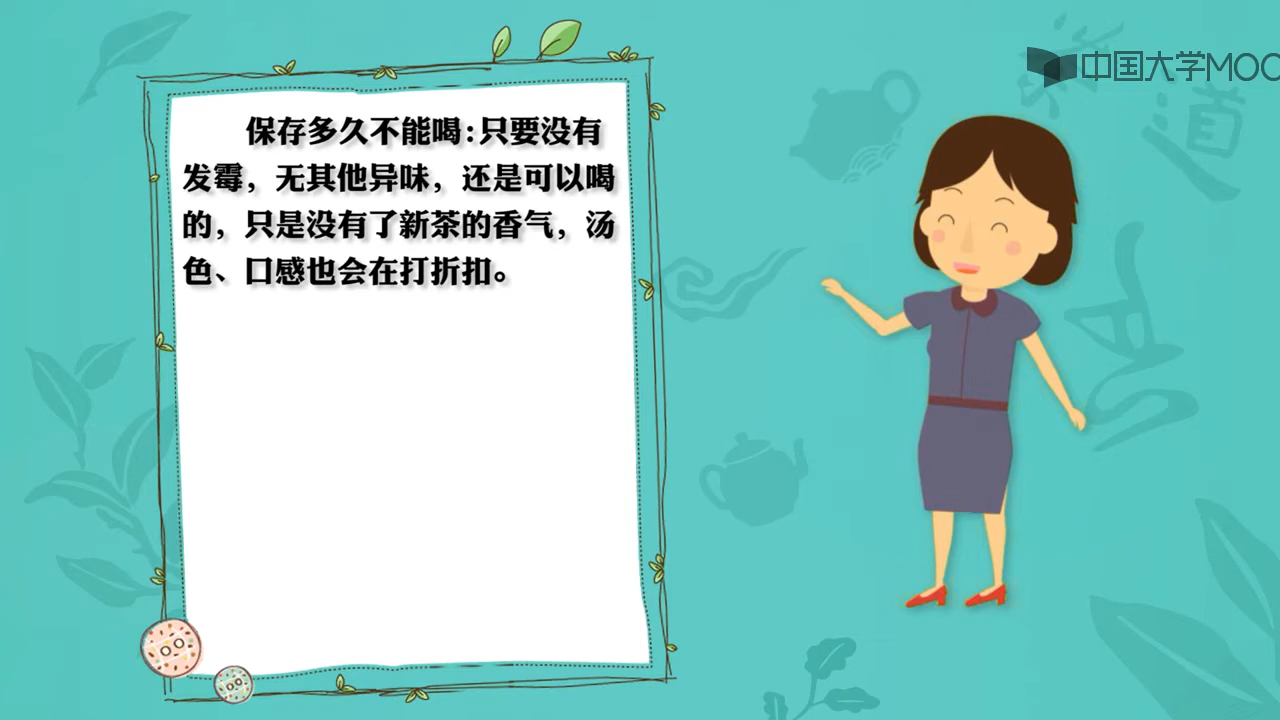 中国大学MOO
保存多久不能喝:只要没有
发霉，无其他异味，还是可以喝
的，只是没有了新茶的香气，汤
色、口感也会在打折扣。
道